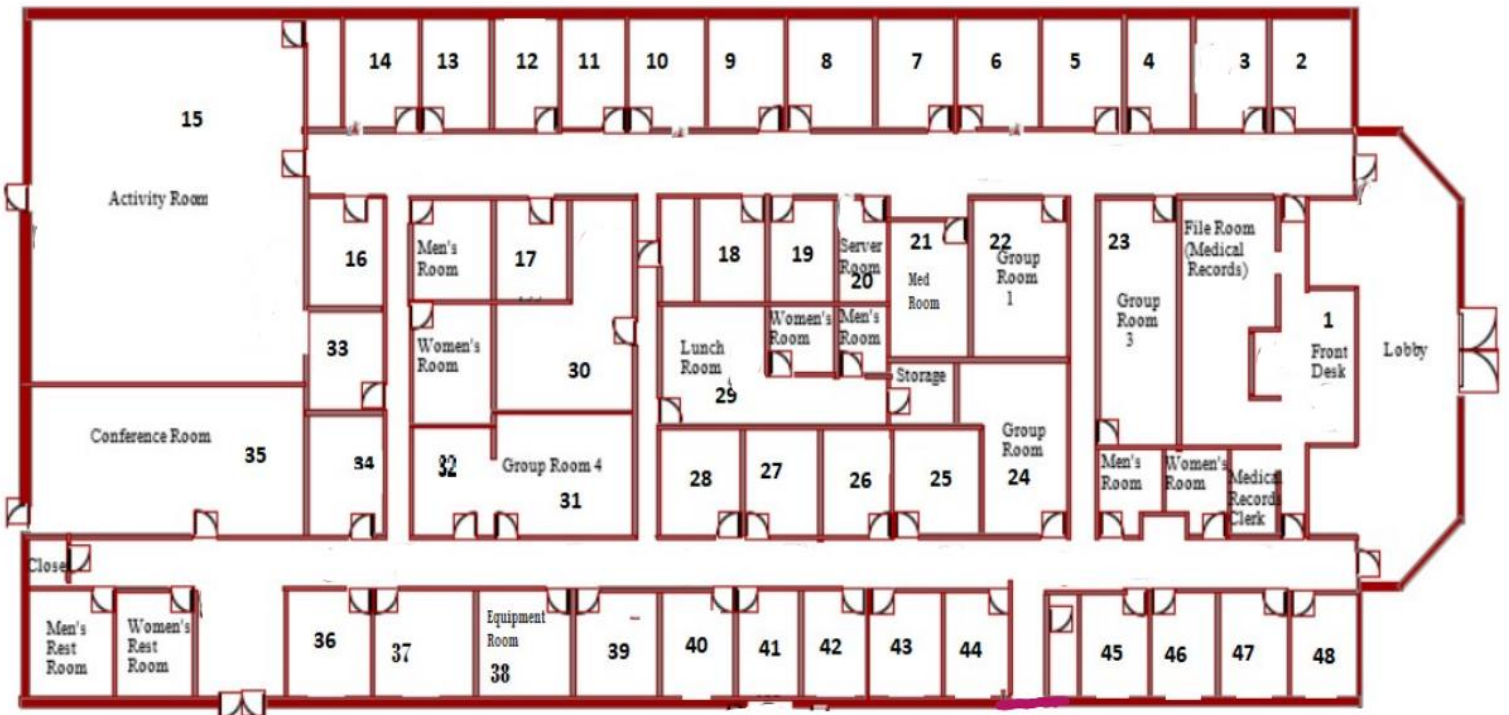 14 13 12 11 10 9 8 7 6 5 4 3 2
15
Activity Room
16
Men's
Room
17
18
19
Server
Room
20
21
Med
Room
22
Group
Room
1
23
Group
Room
3
File Room
(Medical
Records)
1
Front
Desk
Lobby
33
Women's
Room
30
Lunch
Room
29
Women's
Room
Men's
Room
Storage
Conference Room
35
34
32
Group Room 4
31
28
27
26
25
Group
Room
24
Men's
Room
Women's
Room
Medical
Records
Clerk
Close
Men's
Rest
Room
Women's
Rest
Room
36
37
Equipment
Room
38
39
40
41
42
43
44
45
46
47
48